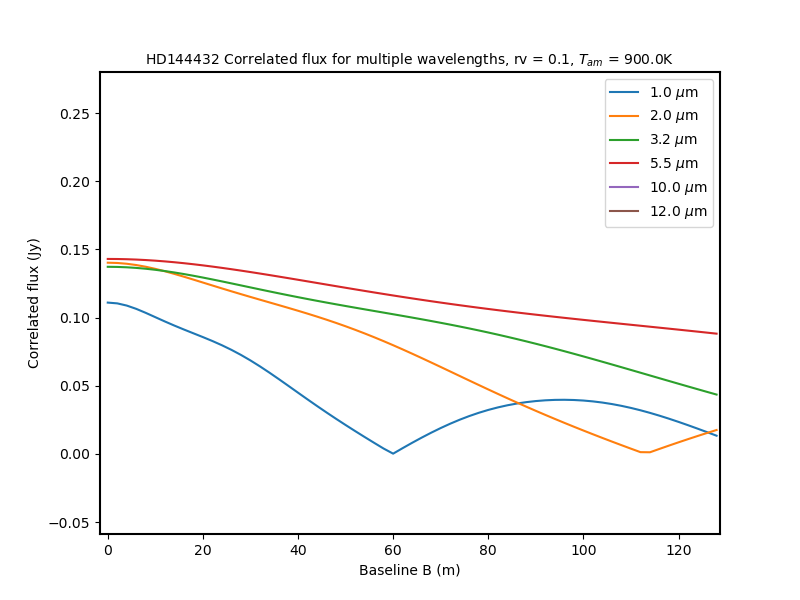 HD144432 Correlated flux for multiple wavelengths, rv = 0.1, T_am = 900.0K
1.0 μm
2.0 μm
3.2 μm
5.5 μm
10.0 μm
12.0 μm
0.25
0.20
0.15
0.10
0.05
0.00
−0.05
Correlated flux (Jy)
0 20 40 60 80 100 120
Baseline B (m)